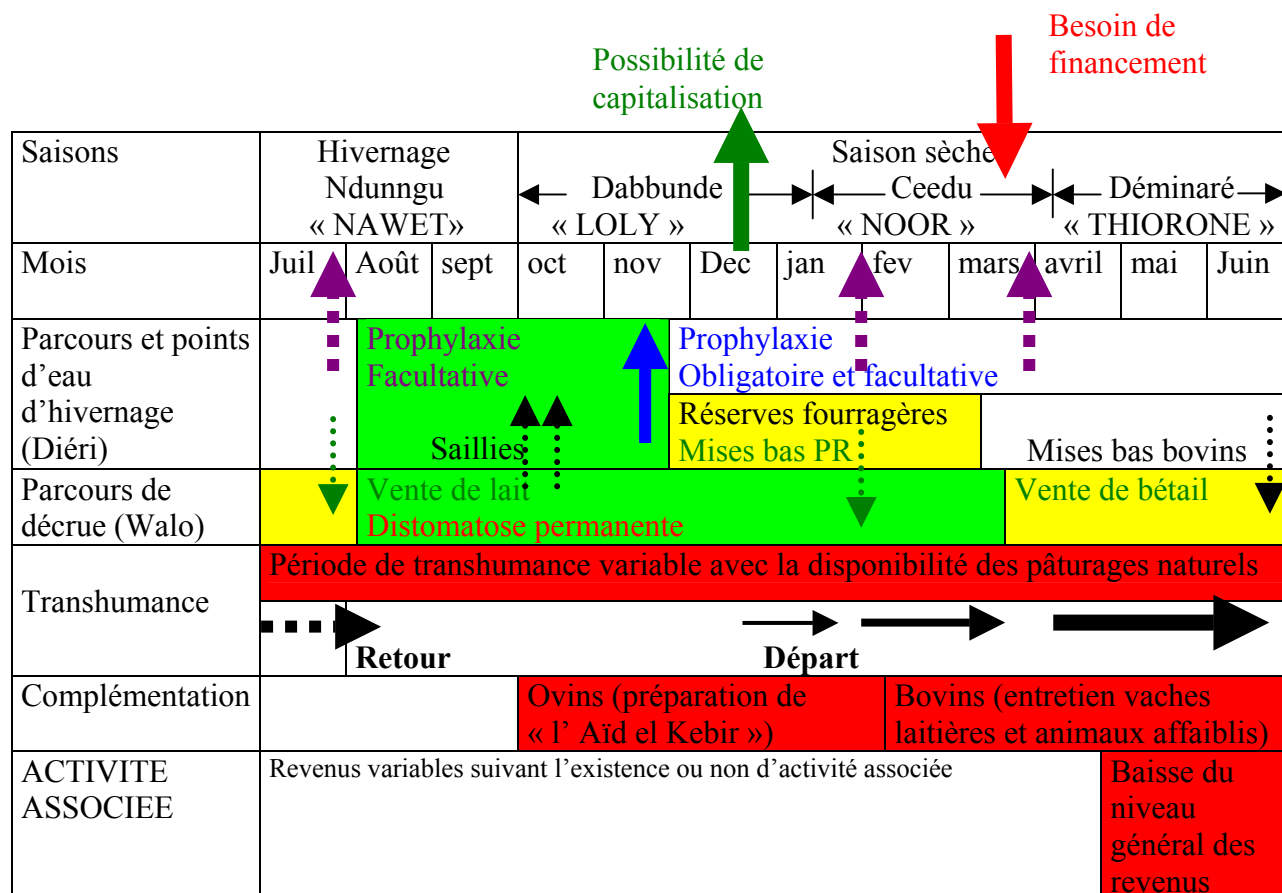 Besoin de
financement
Possibilité de
capitalisation
Saisons
Hivernage
Ndunngu
« NAWET»
Saison sèche
Dabbunde
« LOLY »
Ceedu
« NOOR »
Déminaré
« THIORONE »
Mois
Juil
Août
sept
oct
nov
Dec
jan
fev
mars
avril
mai
Juin
Parcours et points
d’eau
d’hivernage
(Diéri)
Prophylaxie
Facultative
Saillies
Prophylaxie
Obligatoire et facultative
Réserves fourragères
Mises bas PR
Mises bas bovins
Parcours de
décrue (Walo)
Vente de lait
Distomatose permanente
Vente de bétail
Transhumance
Période de transhumance variable avec la disponibilité des pâturages naturels
Retour
Départ
Complémentation
Ovins (préparation de
« l’ Aïd el Kebir »)
Bovins (entretien vaches
laitières et animaux affaiblis)
ACTIVITE
ASSOCIEE
Revenus variables suivant l’existence ou non d’activité associée
Baisse du
niveau
général des
revenus